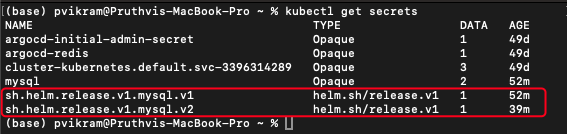 (base) pvikram@Pruthvis-MacBook-Pro ~ % kubectl get secrets
NAME TYPE DATA AGE
argocd-initial-admin-secret Opaque 1 49d
argocd-redis Opaque 1 49d
cluster-kubernetes.default.svc-3396314289 Opaque 3 49d
mysql Opaque 2 52m
sh.helm.release.v1.mysql.v1 helm.sh/release.v1 1 52m
sh.helm.release.v1.mysql.v2 helm.sh/release.v1 1 39m
(base) pvikram@Pruthvis-MacBook-Pro ~ %